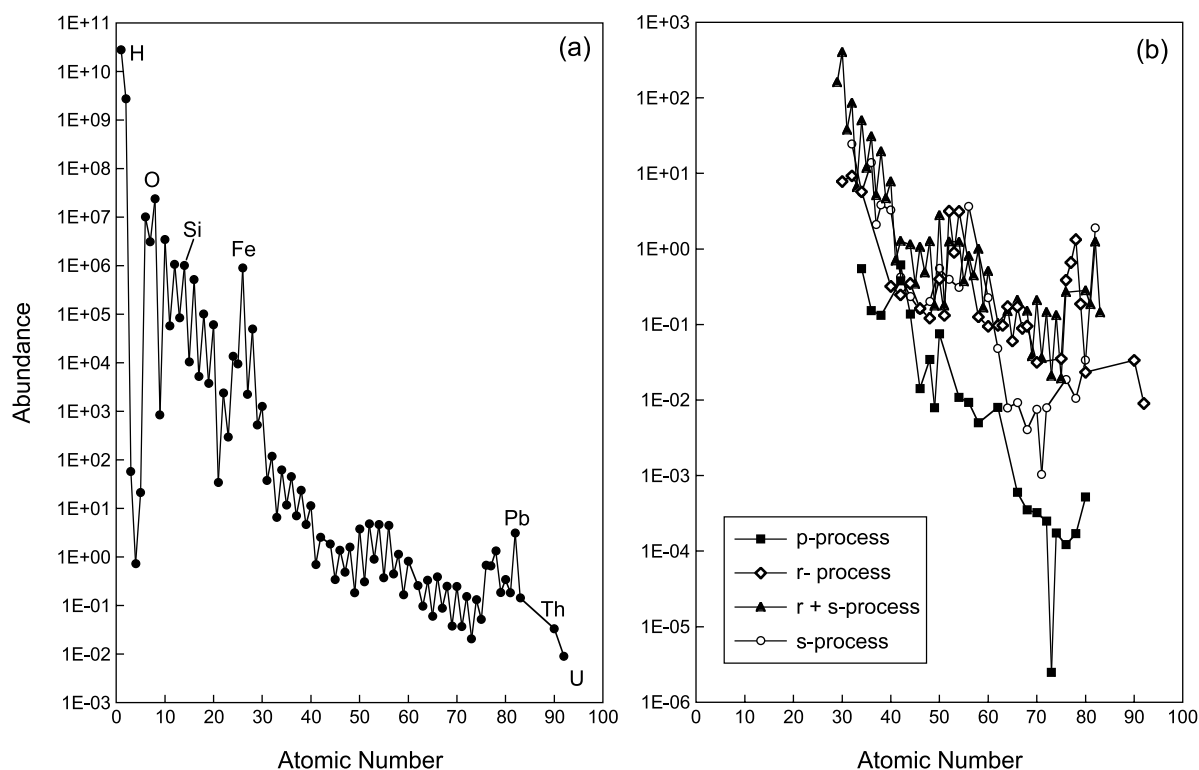 (a)
1E+11
1E+10
1E+09
1E+08
1E+07
1E+06
1E+05
1E+04
1E+03
1E+02
1E+01
1E+00
1E-01
1E-02
1E-03
Abundance
H
O
Si
Fe
Pb
Th
U
0 10 20 30 40 50 60 70 80 90 100
Atomic Number
(b)
1E+03
1E+02
1E+01
1E+00
1E-01
1E-02
1E-03
1E-04
1E-05
1E-06
p-process
r- process
r + s-process
s-process
0 10 20 20 40 50 60 70 80 90 100
Atomic Number